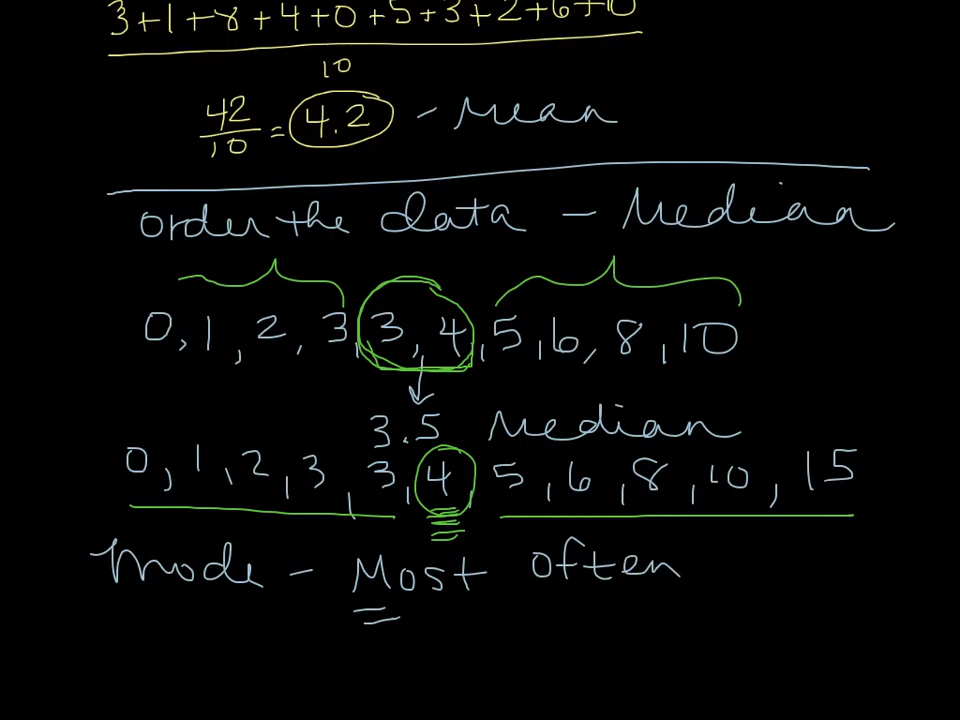 3+1+8+4+0+5+3+2+6+10
10
42/10 = 4.2 - Mean
order the data - Median
0, 1, 2, 3, 3, 4, 5, 6, 8, 10
3.5 Median
0, 1, 2, 3, 3, 4, 5, 6, 8, 10, 15
Mode - Most often